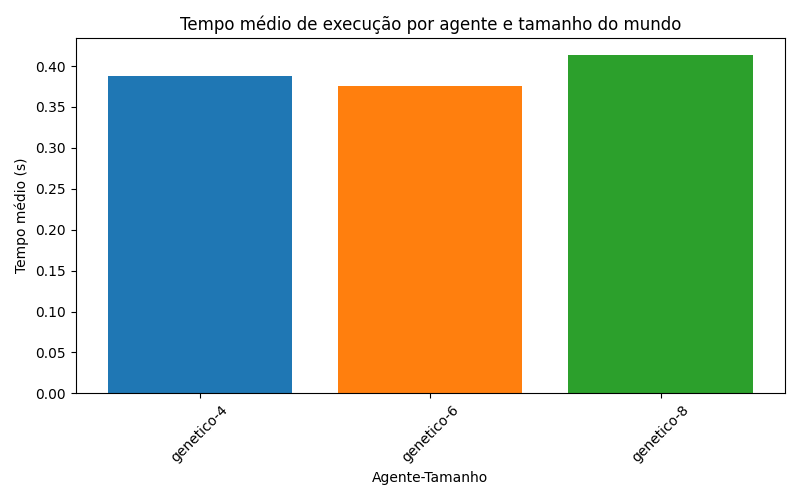 Tempo médio de execução por agente e tamanho do mundo
Tempo médio (s)
0.40
0.35
0.30
0.25
0.20
0.15
0.10
0.05
0.00
genetico-4
genetico-6
genetico-8
Agente-Tamanho